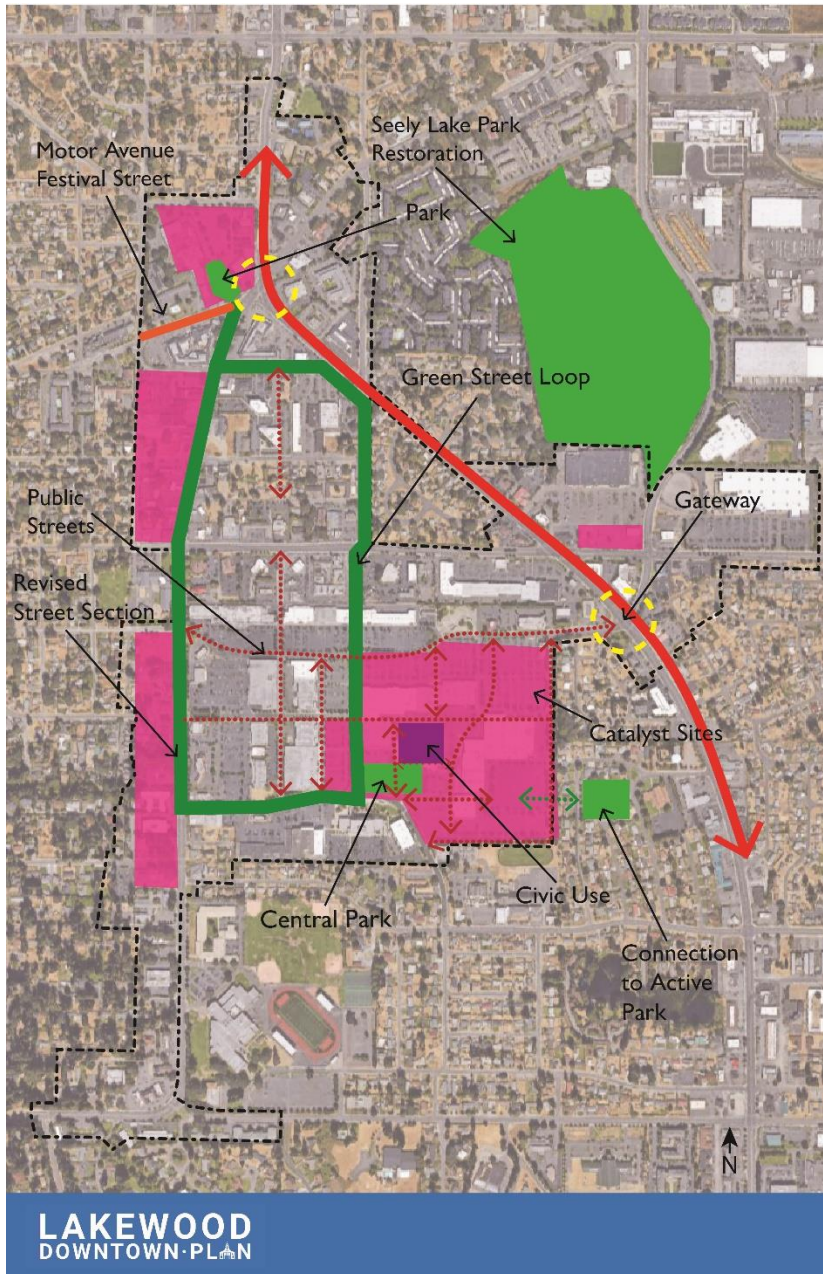 Seely Lake Park
Restoration
Motor Avenue
Festival Street
Park
Green Street Loop
Public
Streets
Gateway
Revised
Street Section
Catalyst Sites
Civic Use
Central Park
Connection
to Active
Park
N
LAKEWOOD
DOWNTOWN·PLAN